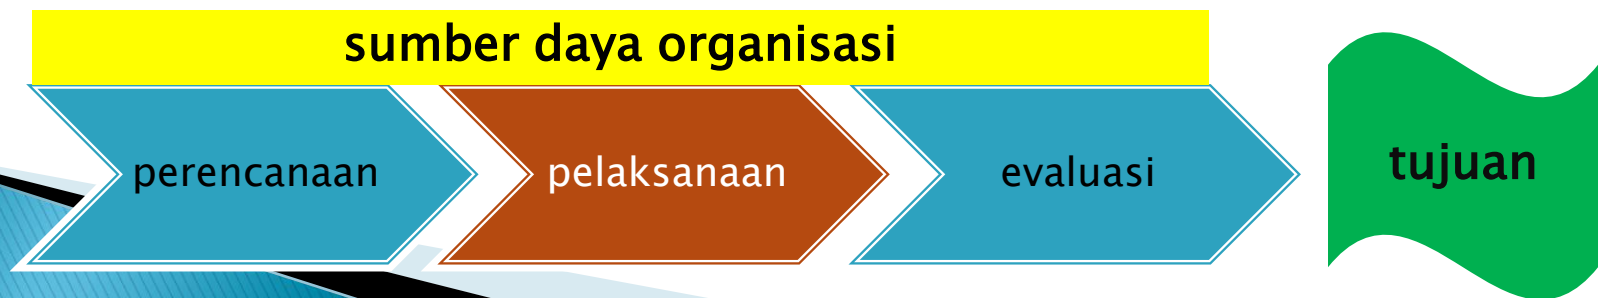 sumber daya organisasi
perencanaan
pelaksanaan
evaluasi
tujuan